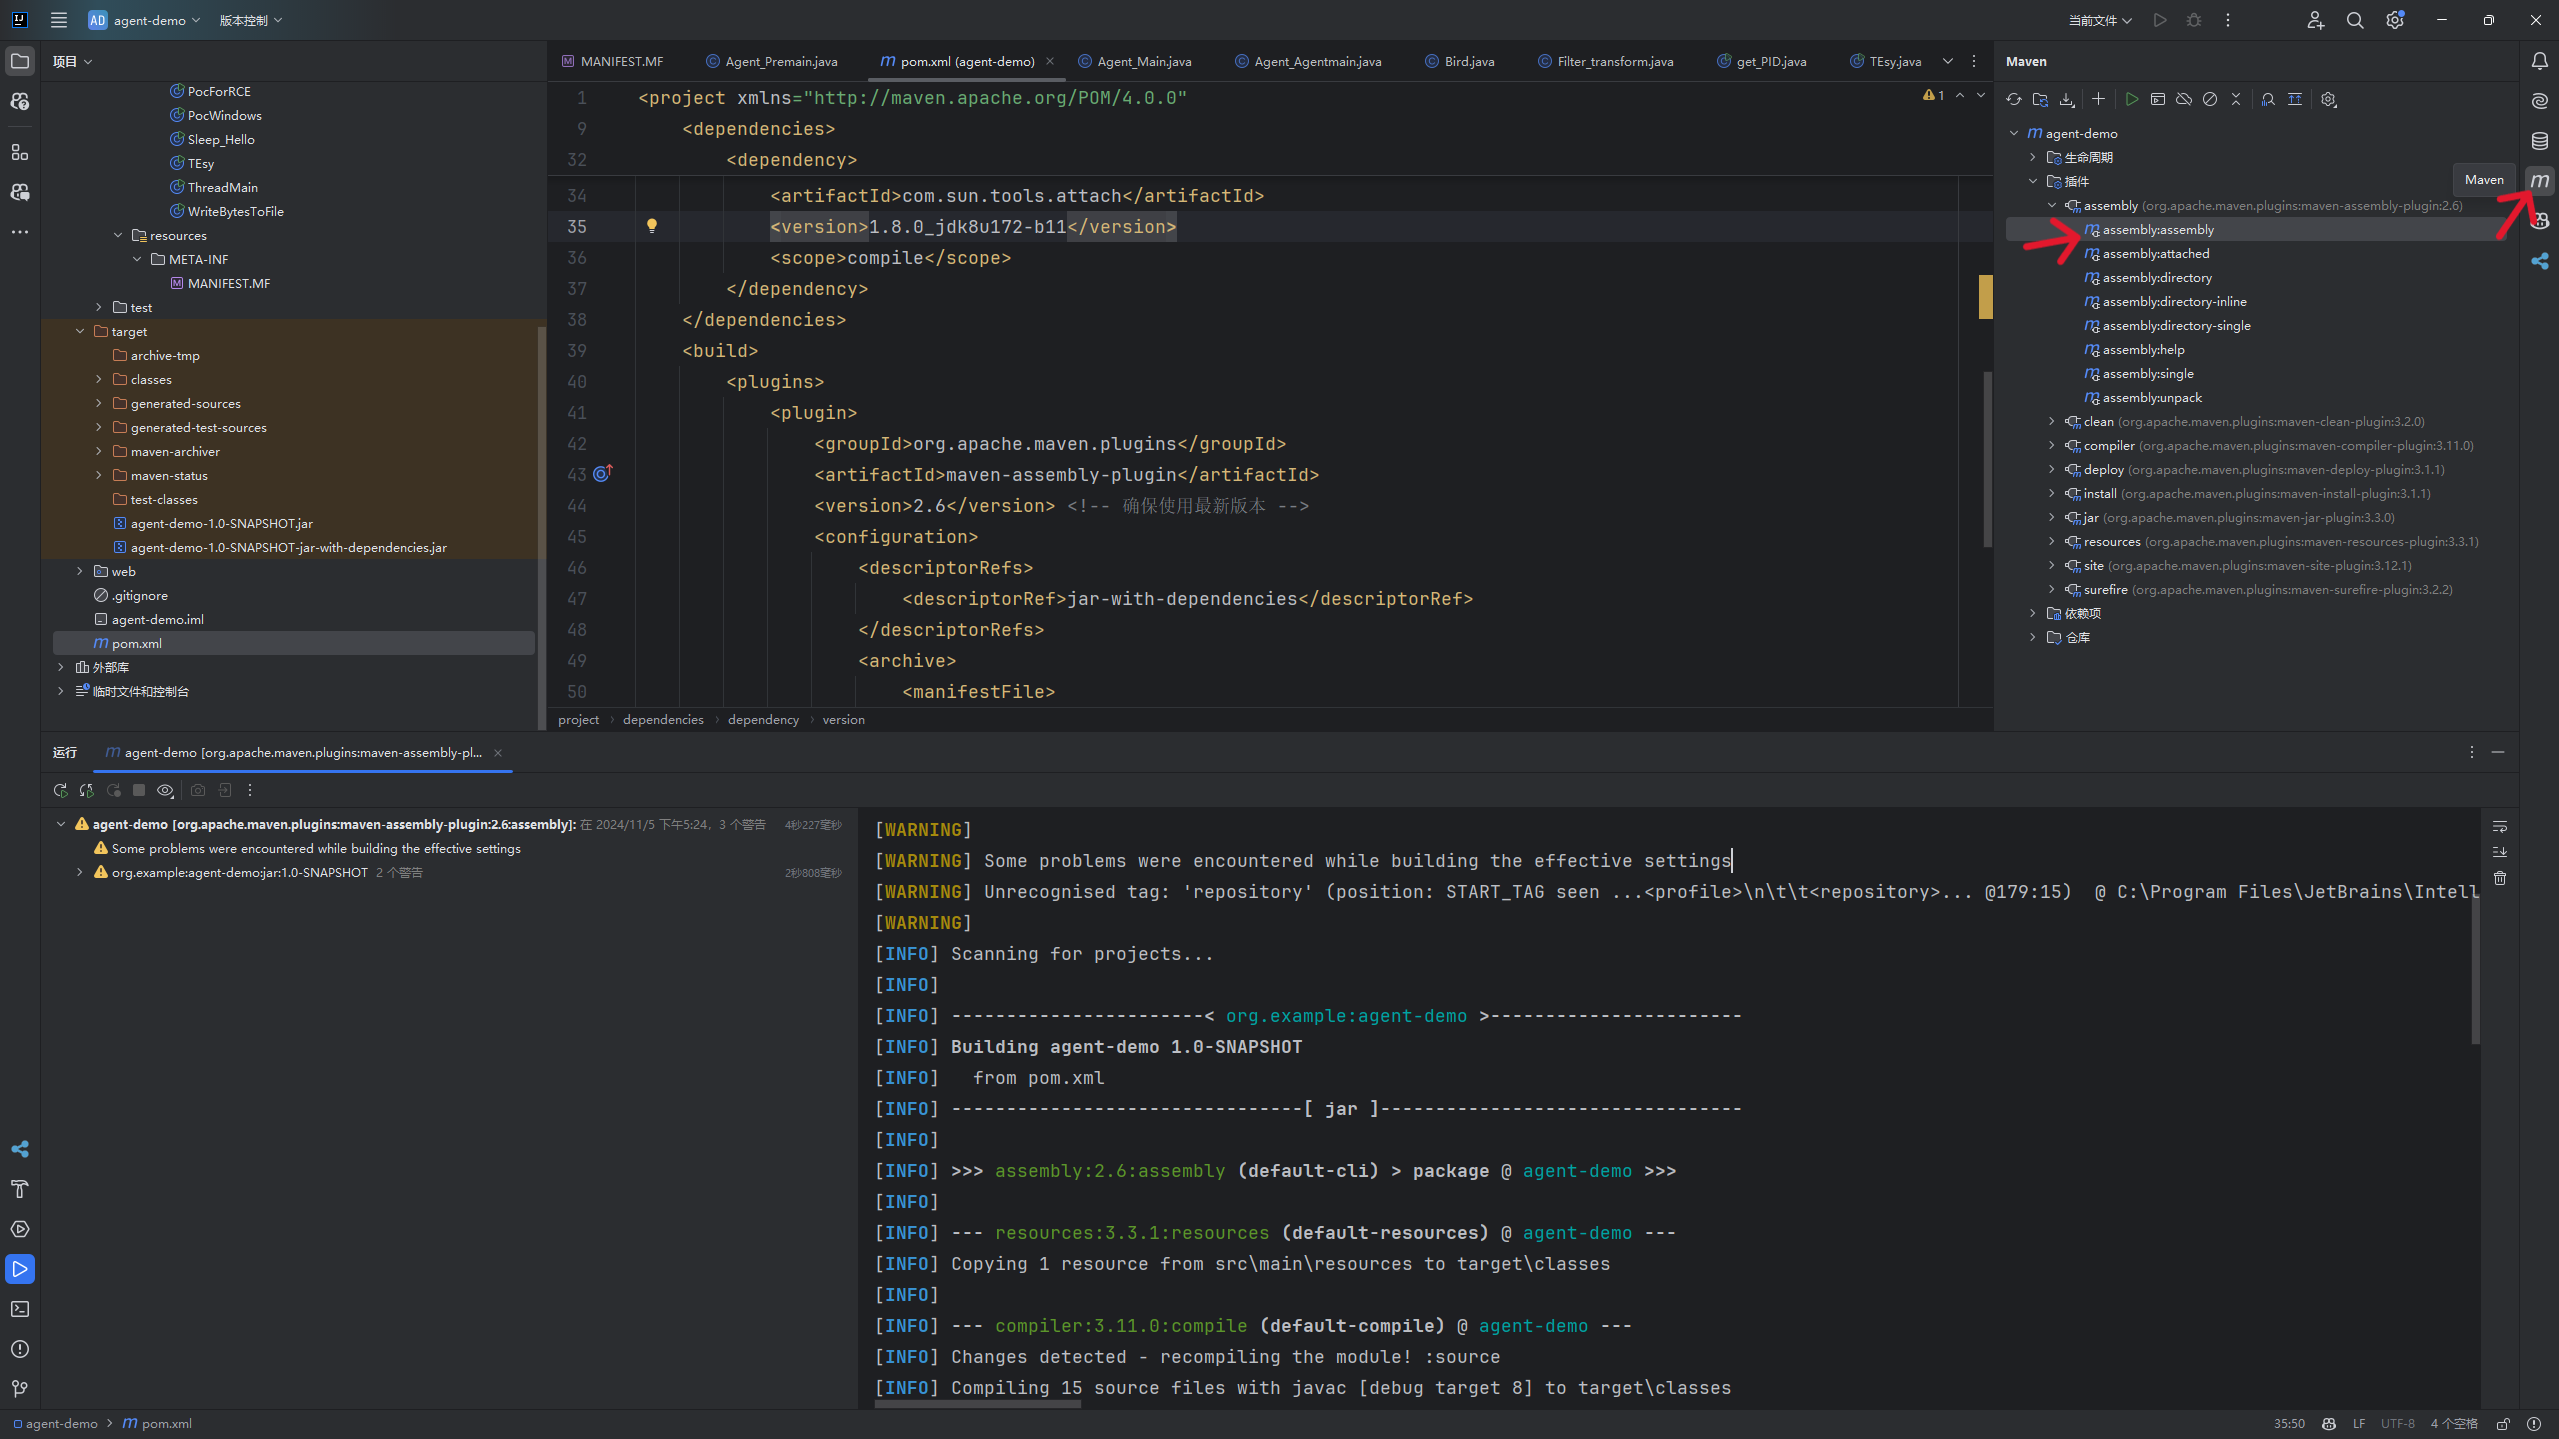 AD agent-demo 版本控制 当前文件
项目
PocForRCE
PocWindows
Sleep_Hello
TEsy
ThreadMain
WriteBytesToFile
resources
META-INF
MANIFEST.MF
test
target
archive-tmp
classes
generated-sources
generated-test-sources
maven-archiver
maven-status
test-classes
agent-demo-1.0-SNAPSHOT.jar
agent-demo-1.0-SNAPSHOT-jar-with-dependencies.jar
web
.gitignore
agent-demo.iml
pom.xml
外部库
临时文件和控制台
MANIFEST.MF Agent_Premain.java pom.xml (agent-demo) Agent_Main.java Agent_Agentmain.java Bird.java Filter_transform.java get_PID.java TEsy.java
1 <project xmlns="http://maven.apache.org/POM/4.0.0" 1
9 <dependencies>
32 <dependency>
34 <artifactId>com.sun.tools.attach</artifactId>
35 <version>1.8.0_jdk8u172-b11</version>
36 <scope>compile</scope>
37 </dependency>
38 </dependencies>
39 <build>
40 <plugins>
41 <plugin>
42 <groupId>org.apache.maven.plugins</groupId>
43 <artifactId>maven-assembly-plugin</artifactId>
44 <version>2.6</version> <!-- 确保使用最新版本 -->
45 <configuration>
46 <descriptorRefs>
47 <descriptorRef>jar-with-dependencies</descriptorRef>
48 </descriptorRefs>
49 <archive>
50 <manifestFile>
project dependencies dependency version
Maven
agent-demo
生命周期
插件
Maven
assembly (org.apache.maven.plugins:maven-assembly-plugin:2.6)
assembly:assembly
assembly:attached
assembly:directory
assembly:directory-inline
assembly:directory-single
assembly:help
assembly:single
assembly:unpack
clean (org.apache.maven.plugins:maven-clean-plugin:3.2.0)
compiler (org.apache.maven.plugins:maven-compiler-plugin:3.11.0)
deploy (org.apache.maven.plugins:maven-deploy-plugin:3.1.1)
install (org.apache.maven.plugins:maven-install-plugin:3.1.1)
jar (org.apache.maven.plugins:maven-jar-plugin:3.3.0)
resources (org.apache.maven.plugins:maven-resources-plugin:3.3.1)
site (org.apache.maven.plugins:maven-site-plugin:3.12.1)
surefire (org.apache.maven.plugins:maven-surefire-plugin:3.2.2)
依赖项
仓库
运行 agent-demo [org.apache.maven.plugins:maven-assembly-pl...
agent-demo [org.apache.maven.plugins:maven-assembly-plugin:2.6:assembly]: 在 2024/11/5 下午5:24，3 个警告 4秒227毫秒
Some problems were encountered while building the effective settings
org.example:agent-demo:jar:1.0-SNAPSHOT 2 个警告 2秒808毫秒
[WARNING]
[WARNING] Some problems were encountered while building the effective settings
[WARNING] Unrecognised tag: 'repository' (position: START_TAG seen ...<profile>\n\t\t<repository>... @179:15)  @ C:\Program Files\JetBrains\Intell
[WARNING]
[INFO] Scanning for projects...
[INFO]
[INFO] -----------------------< org.example:agent-demo >-----------------------
[INFO] Building agent-demo 1.0-SNAPSHOT
[INFO]   from pom.xml
[INFO] --------------------------------[ jar ]---------------------------------
[INFO]
[INFO] >>> assembly:2.6:assembly (default-cli) > package @ agent-demo >>>
[INFO]
[INFO] --- resources:3.3.1:resources (default-resources) @ agent-demo ---
[INFO] Copying 1 resource from src\main\resources to target\classes
[INFO]
[INFO] --- compiler:3.11.0:compile (default-compile) @ agent-demo ---
[INFO] Changes detected - recompiling the module! :source
[INFO] Compiling 15 source files with javac [debug target 8] to target\classes
agent-demo pom.xml 35:50 LF UTF-8 4 个空格